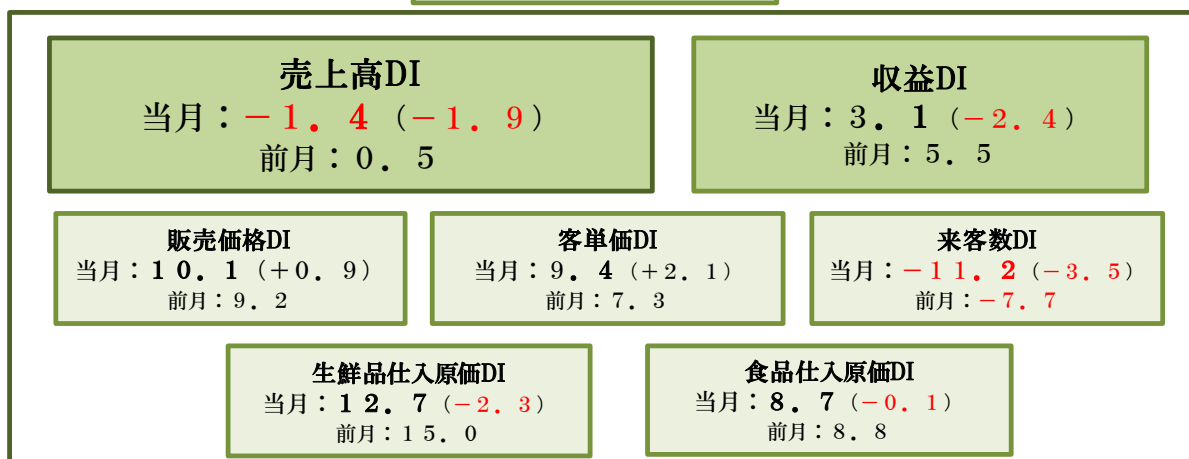 売上高DI
当月：－１．４（－１．９）
前月：０．５
収益DI
当月：３．１（－２．４）
前月：５．５
販売価格DI
当月：１０．１（＋０．９）
前月：９．２
客単価DI
当月：９．４（＋２．１）
前月：７．３
来客数DI
当月：－１１．２（－３．５）
前月：－７．７
生鮮品仕入原価DI
当月：１２．７（－２．３）
前月：１５．０
食品仕入原価DI
当月：８．７（－０．１）
前月：８．８